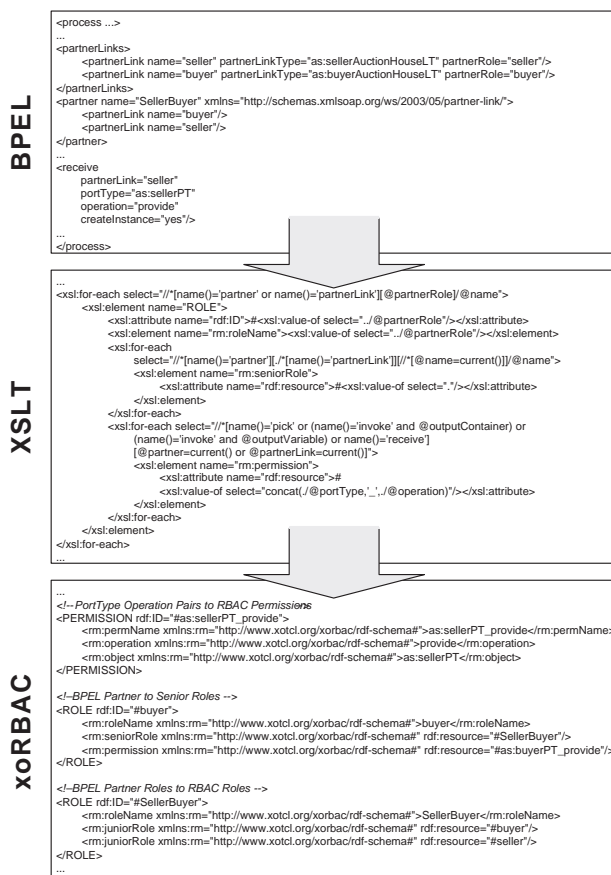 BPEL
<process ...>
...
<partnerLinks>
<partnerLink name="seller" partnerLinkType="as:sellerAuctionHouseLT" partnerRole="seller"/>
<partnerLink name="buyer" partnerLinkType="as:buyerAuctionHouseLT" partnerRole="buyer"/>
</partnerLinks>
<partner name="SellerBuyer" xmlns="http://schemas.xmlsoap.org/ws/2003/05/partner-link/">
<partnerLink name="buyer"/>
<partnerLink name="seller"/>
</partner>
...
<receive
partnerLink="seller"
portType="as:sellerPT"
operation="provide"
createInstance="yes"/>
...
</process>
XSLT
...
<xsl:for-each select="//*[name()='partner' or name()='partnerLink'][@partnerRole]/@name">
<xsl:element name="ROLE">
<xsl:attribute name="rdf:ID">#<xsl:value-of select="../@partnerRole"/></xsl:attribute>
<xsl:element name="rm:roleName"><xsl:value-of select="../@partnerRole"/></xsl:element>
<xsl:for-each
select="//*[name()='partner'][./*[name()='partnerLink']][//*[@name=current()]]/@name">
<xsl:element name="rm:seniorRole">
<xsl:attribute name="rdf:resource">#<xsl:value-of select="."/></xsl:attribute>
</xsl:element>
</xsl:for-each>
<xsl:for-each select="//*[name()='pick' or (name()='invoke' and @outputContainer) or
(name()='invoke' and @outputVariable) or name()='receive']
[@partner=current() or @partnerLink=current()]">
<xsl:element name="rm:permission">
<xsl:attribute name="rdf:resource">#
<xsl:value-of select="concat(./@portType,'_',./@operation)"/></xsl:attribute>
</xsl:element>
</xsl:for-each>
</xsl:element>
</xsl:for-each>
...
xoRBAC
...
<!--PortType Operation Pairs to RBAC Permissions-->
<PERMISSION rdf:ID="#as:sellerPT_provide">
<rm:permName xmlns:rm="http://www.xotcl.org/xorbac/rdf-schema#">as:sellerPT_provide</rm:permName>
<rm:operation xmlns:rm="http://www.xotcl.org/xorbac/rdf-schema#">provide</rm:operation>
<rm:object xmlns:rm="http://www.xotcl.org/xorbac/rdf-schema#">as:sellerPT</rm:object>
</PERMISSION>
<!--BPEL Partner to Senior Roles -->
<ROLE rdf:ID="#buyer">
<rm:roleName xmlns:rm="http://www.xotcl.org/xorbac/rdf-schema#">buyer</rm:roleName>
<rm:seniorRole xmlns:rm="http://www.xotcl.org/xorbac/rdf-schema#" rdf:resource="#SellerBuyer"/>
<rm:permission xmlns:rm="http://www.xotcl.org/xorbac/rdf-schema#" rdf:resource="#as:buyerPT_provide"/>
</ROLE>
<!--BPEL Partner Roles to RBAC Roles -->
<ROLE rdf:ID="#SellerBuyer">
<rm:roleName xmlns:rm="http://www.xotcl.org/xorbac/rdf-schema#">SellerBuyer</rm:roleName>
<rm:juniorRole xmlns:rm="http://www.xotcl.org/xorbac/rdf-schema#" rdf:resource="#buyer"/>
<rm:juniorRole xmlns:rm="http://www.xotcl.org/xorbac/rdf-schema#" rdf:resource="#seller"/>
</ROLE>
...